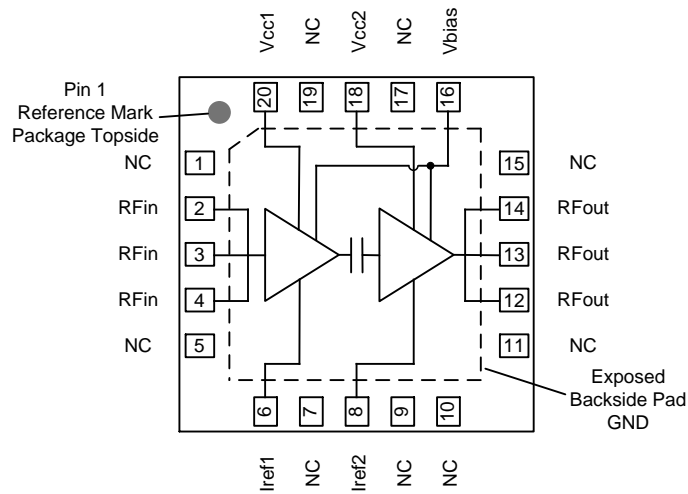 Vcc1
NC
Vcc2
NC
Vbias
Pin 1
Reference Mark
Package Topside
20
19
18
17
16
NC
1
15
NC
RFin
2
14
RFout
RFin
3
13
RFout
RFin
4
12
RFout
NC
5
11
NC
6
7
8
9
10
Exposed
Backside Pad
GND
Iref1
NC
Iref2
NC
NC